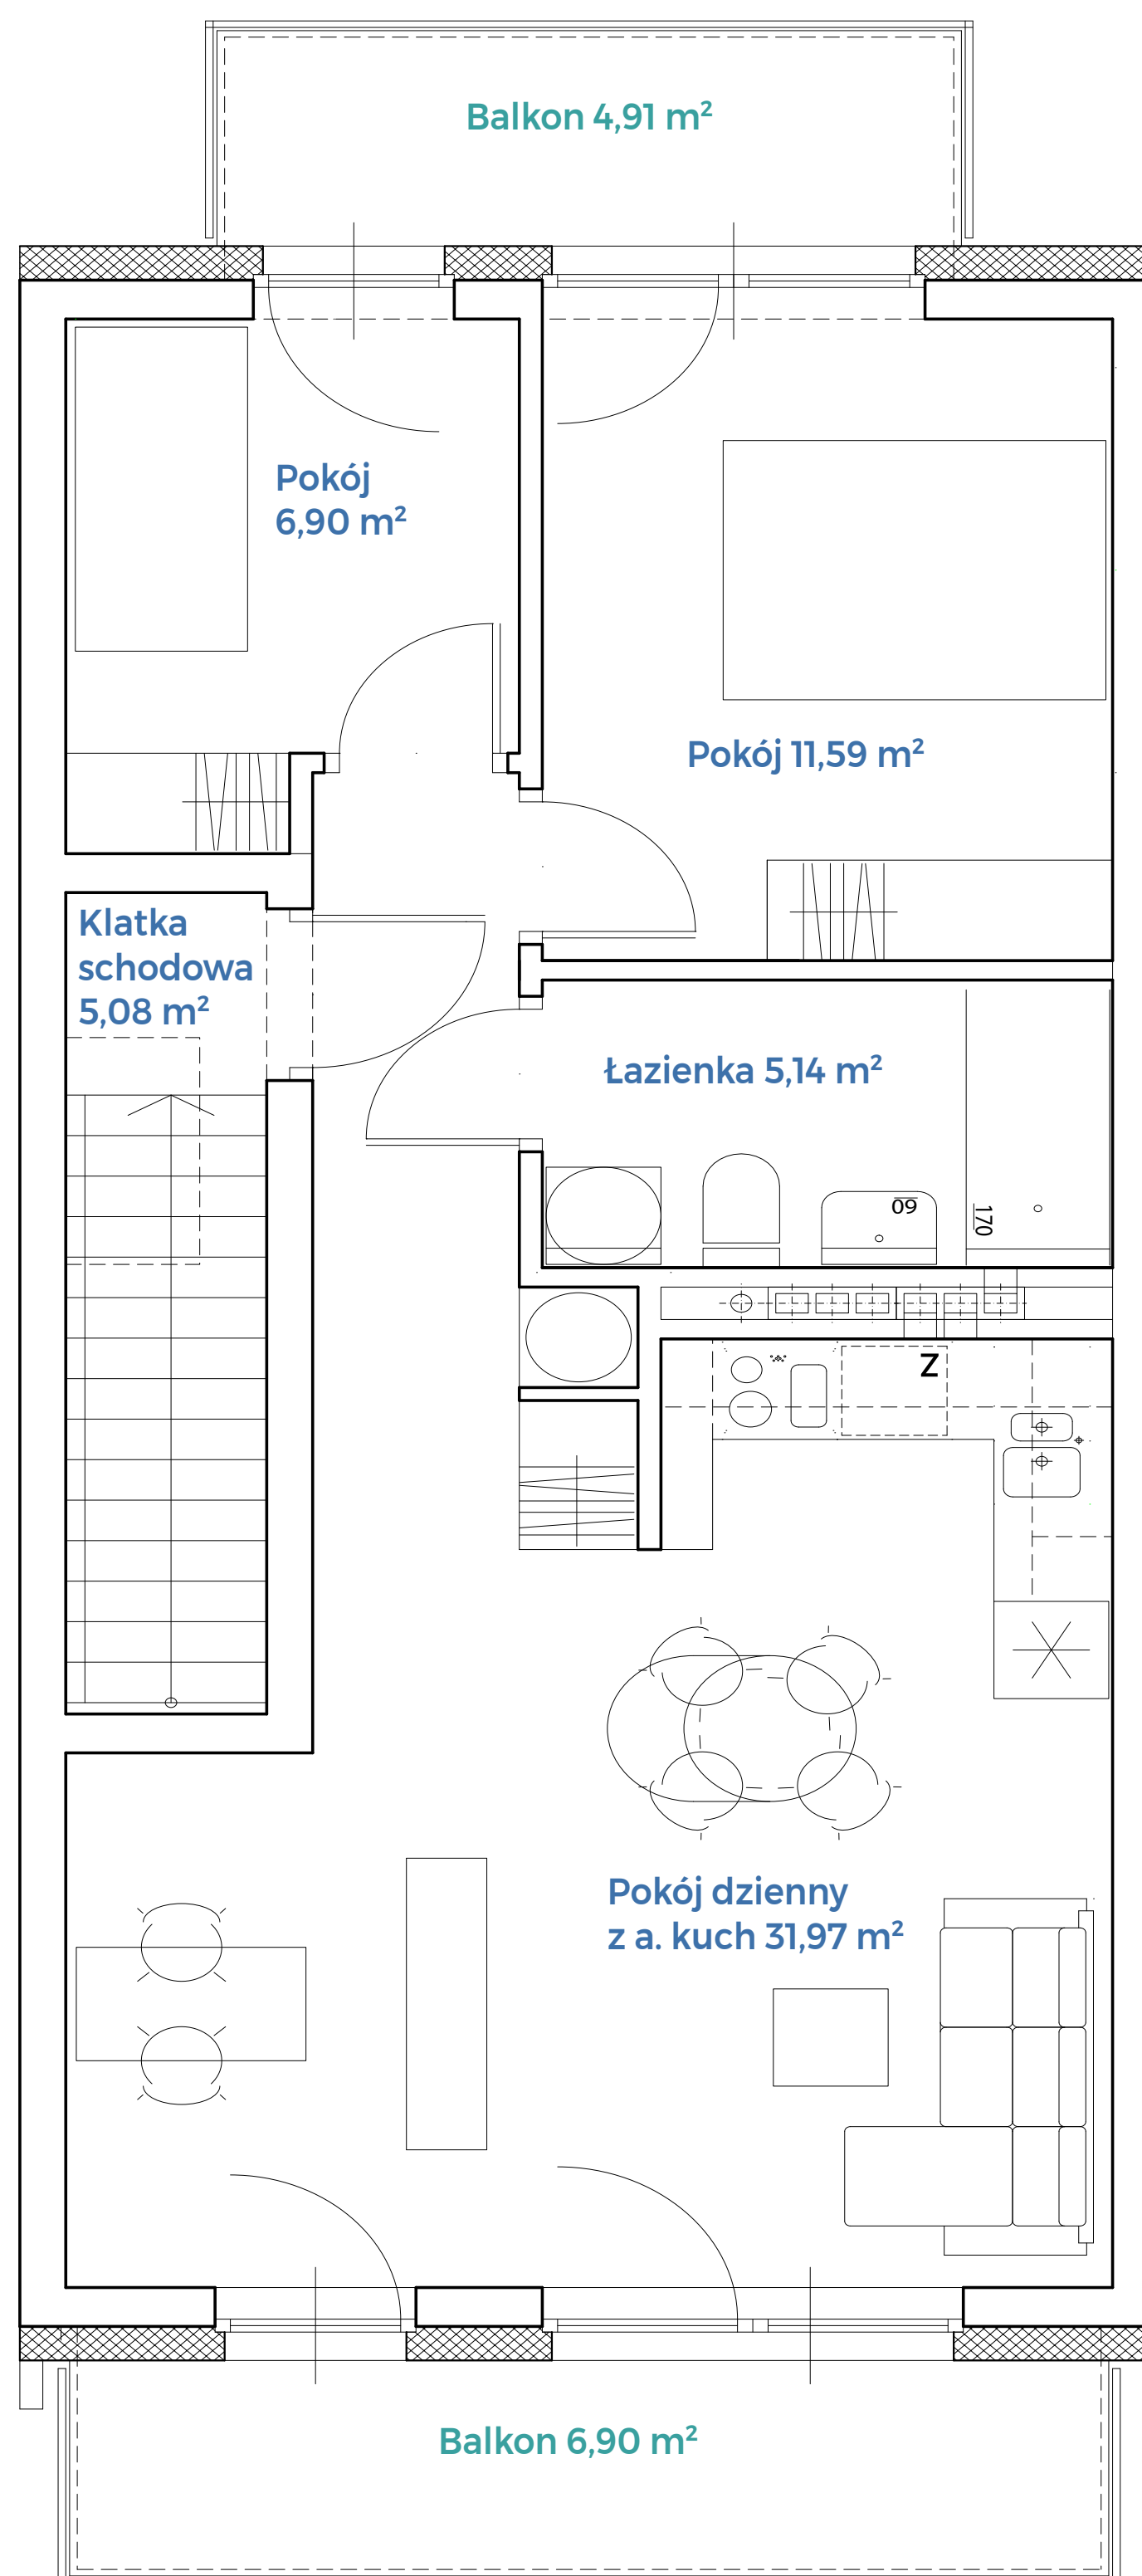 Balkon 4,91 m²
Pokój
6,90 m²
Pokój 11,59 m²
Klatka
schodowa
5,08 m²
Łazienka 5,14 m²
60
170
Z
Pokój dzienny
z a. kuch 31,97 m²
Balkon 6,90 m²